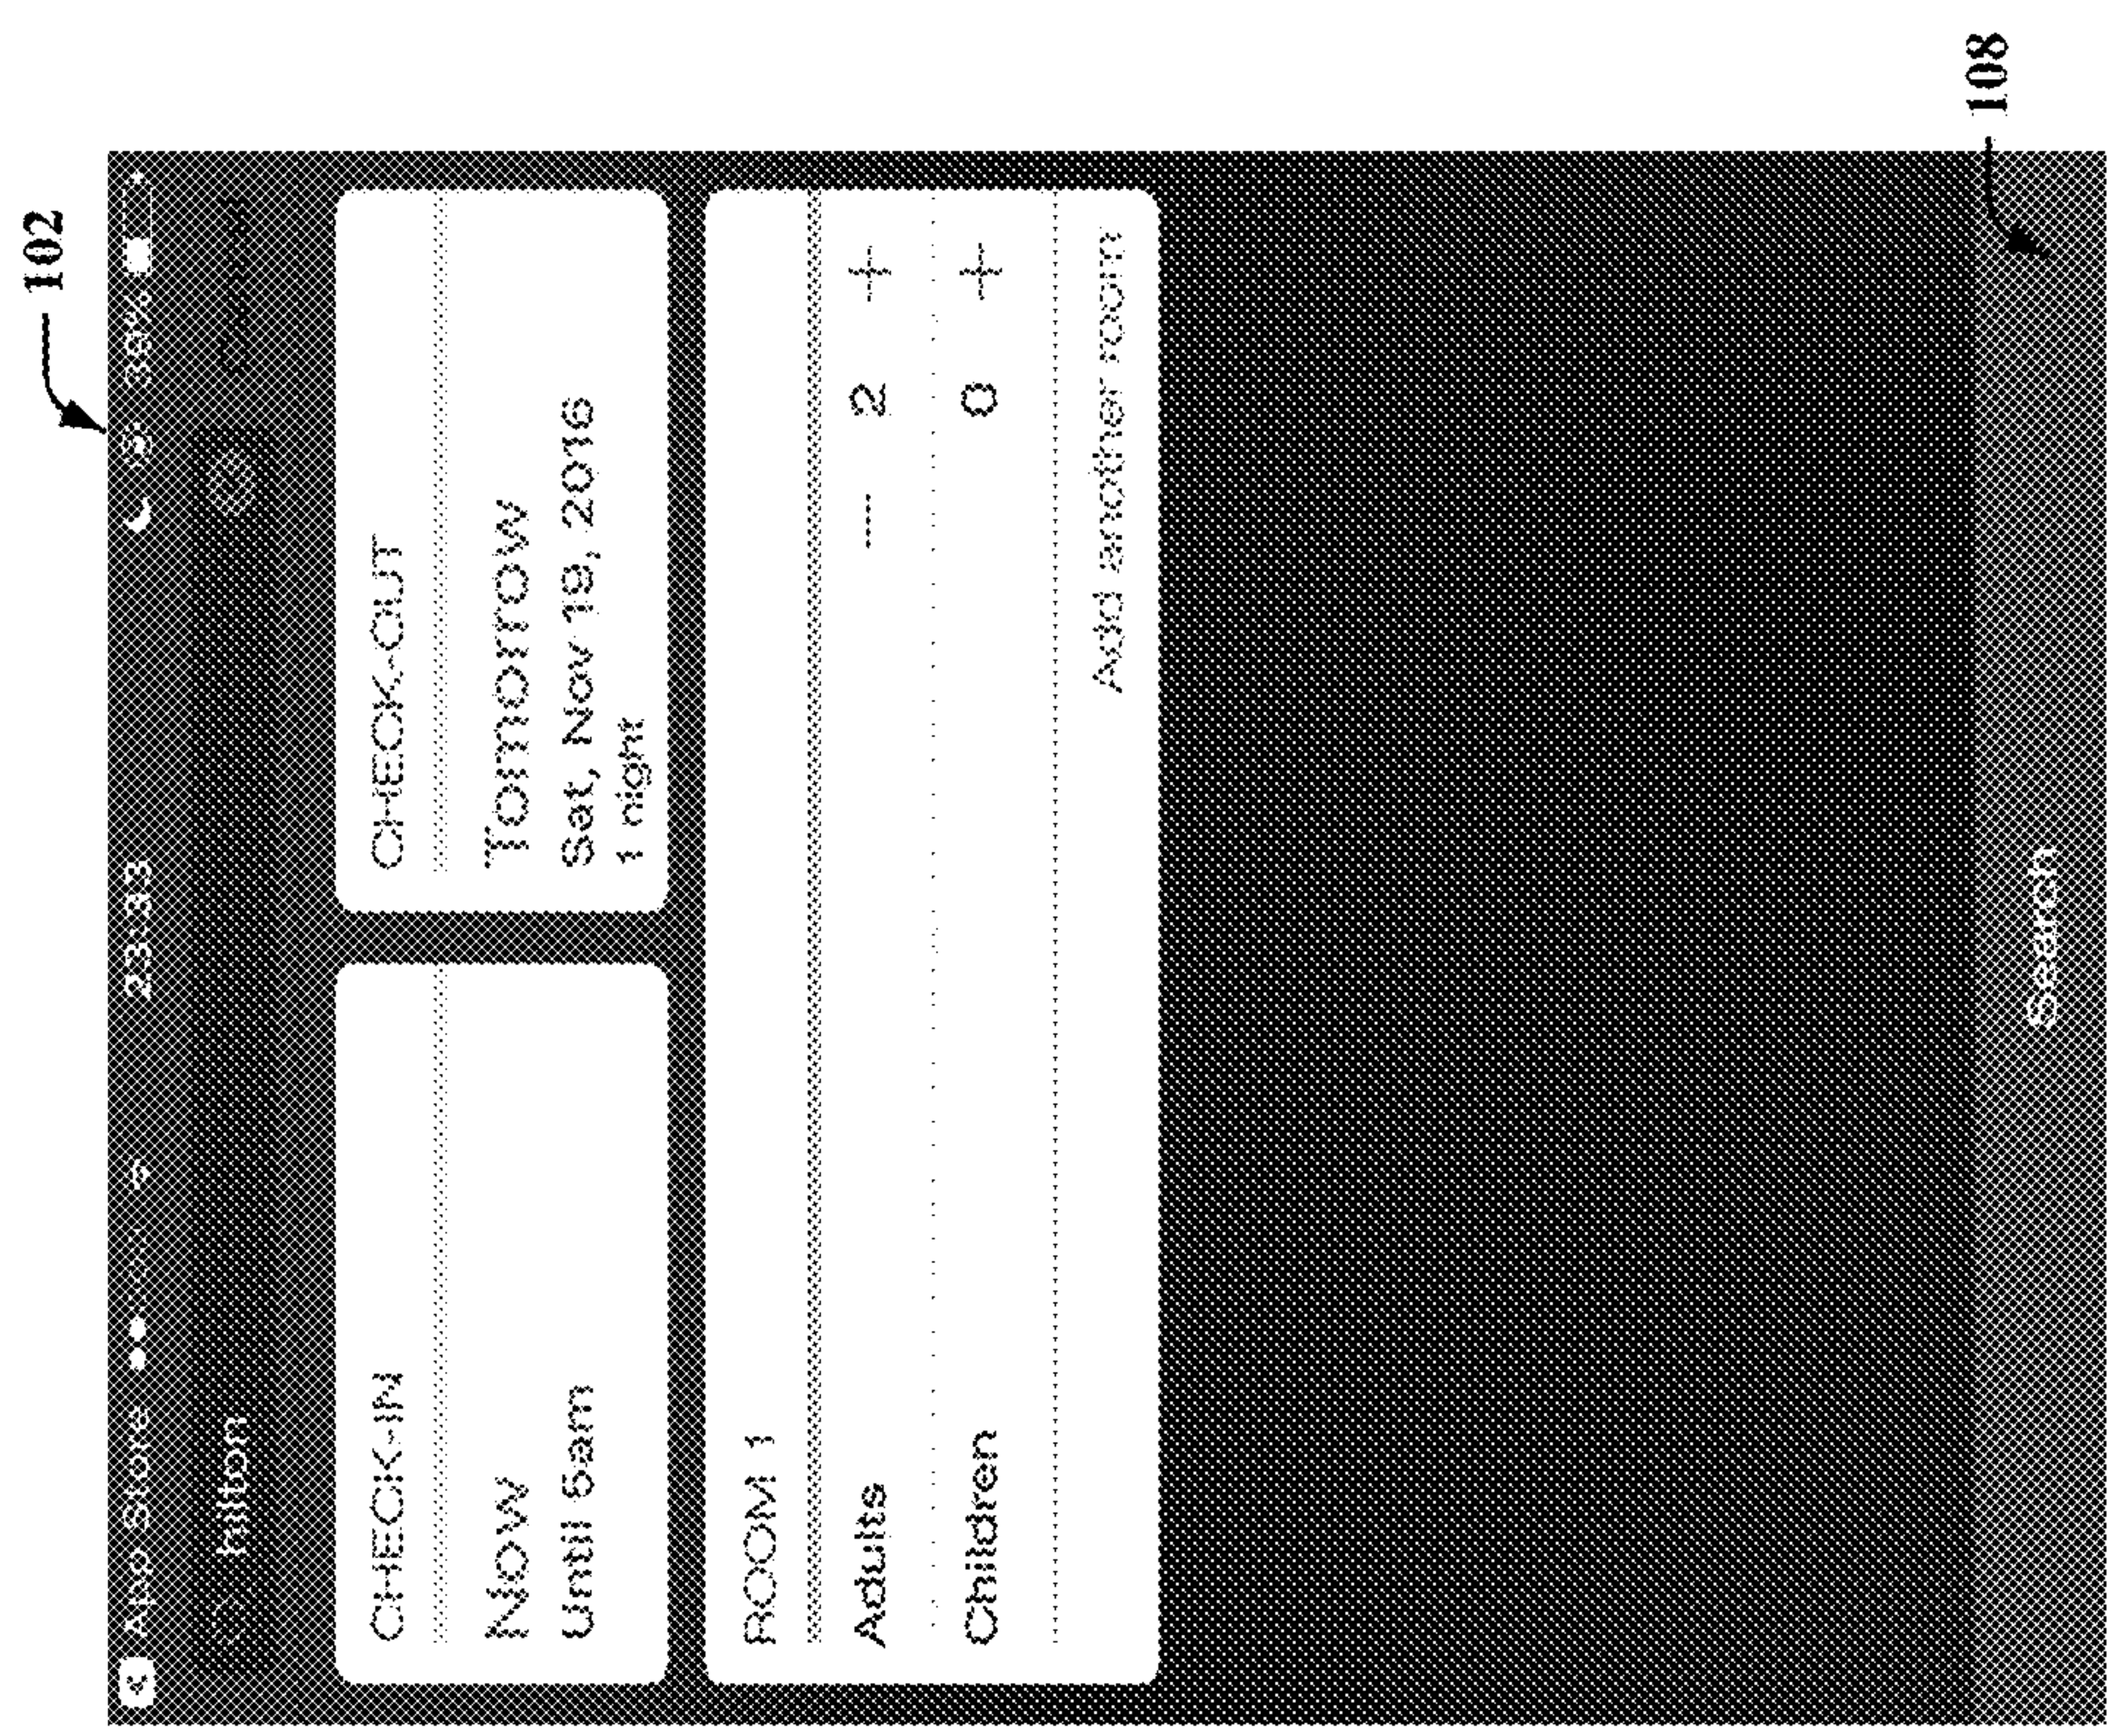 102
App Store 23:33 39%
hilton
CHECK-IN
Now
Until 5am
CHECK-OUT
Tomorrow
Sat, Nov 19, 2016
1 night
ROOM 1
Adults 2 +
Children 0 +
Add another room
Search
108